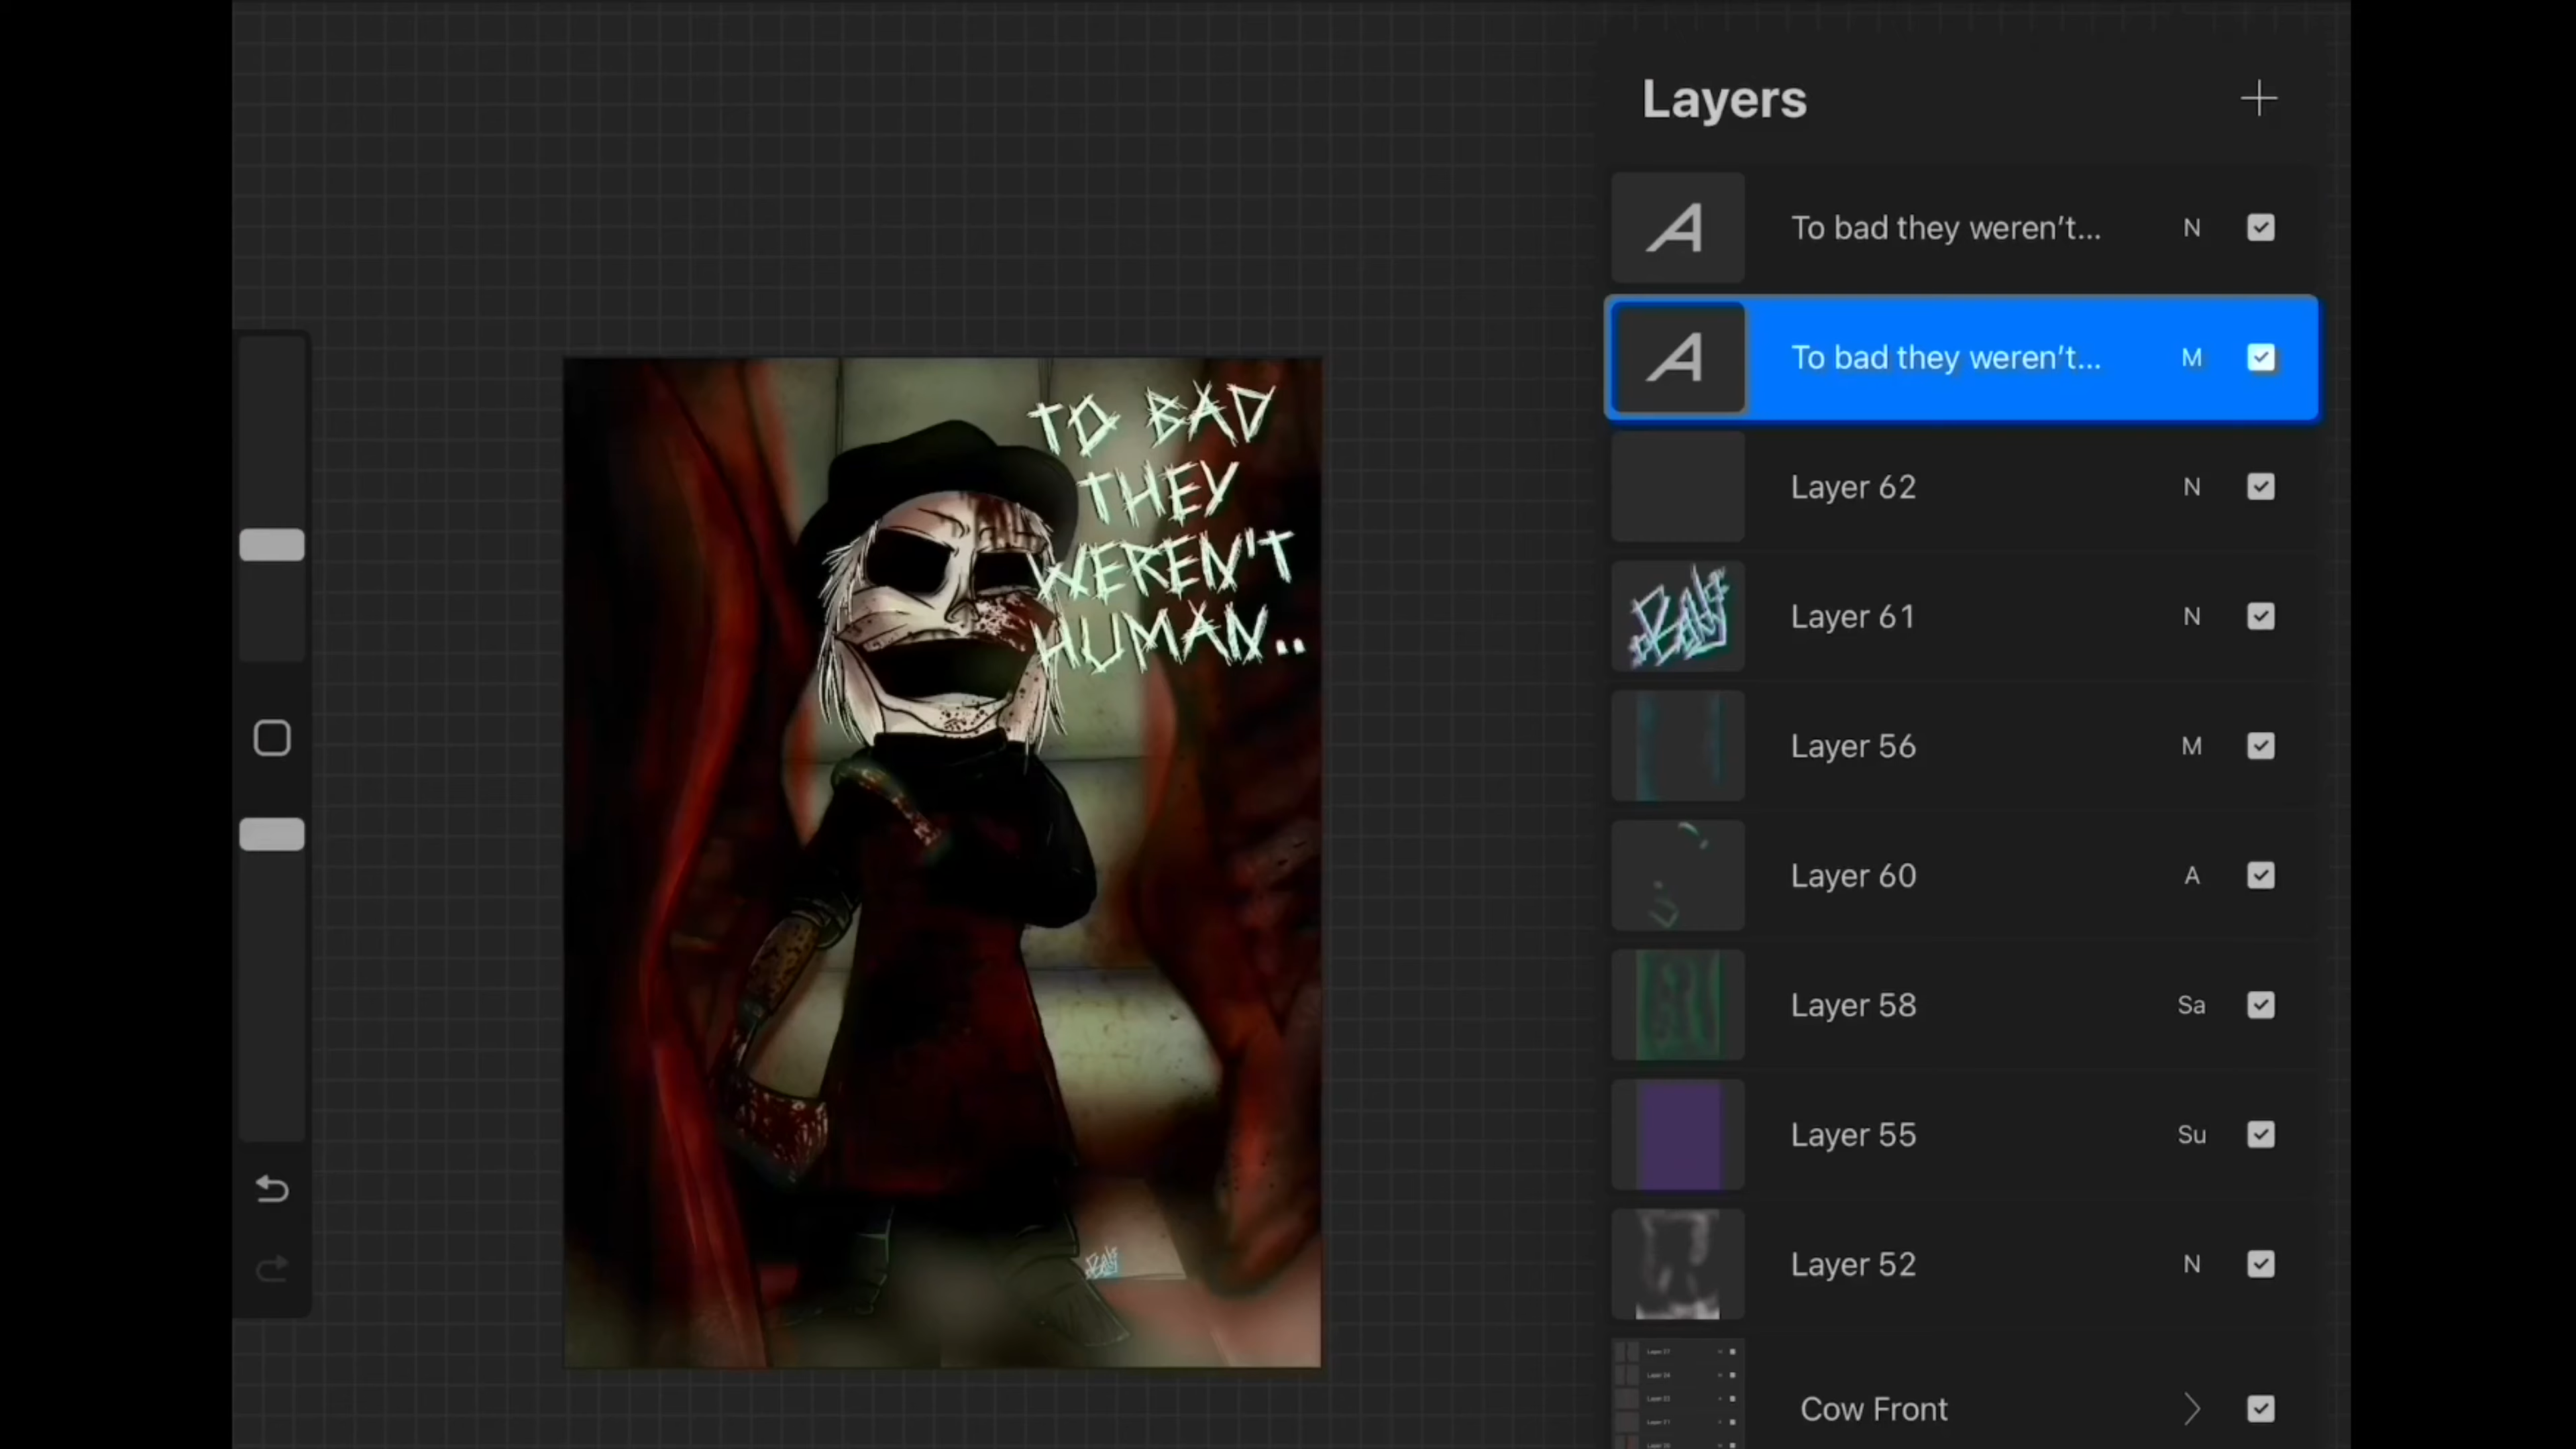 Layers
To bad they weren't... N
To bad they weren't... M
Layer 62 N
Layer 61 N
Layer 56 M
Layer 60 A
Layer 58 Sa
Layer 55 Su
Layer 52 N
Cow Front
TO BAD
THEY
WEREN'T
HUMAN..